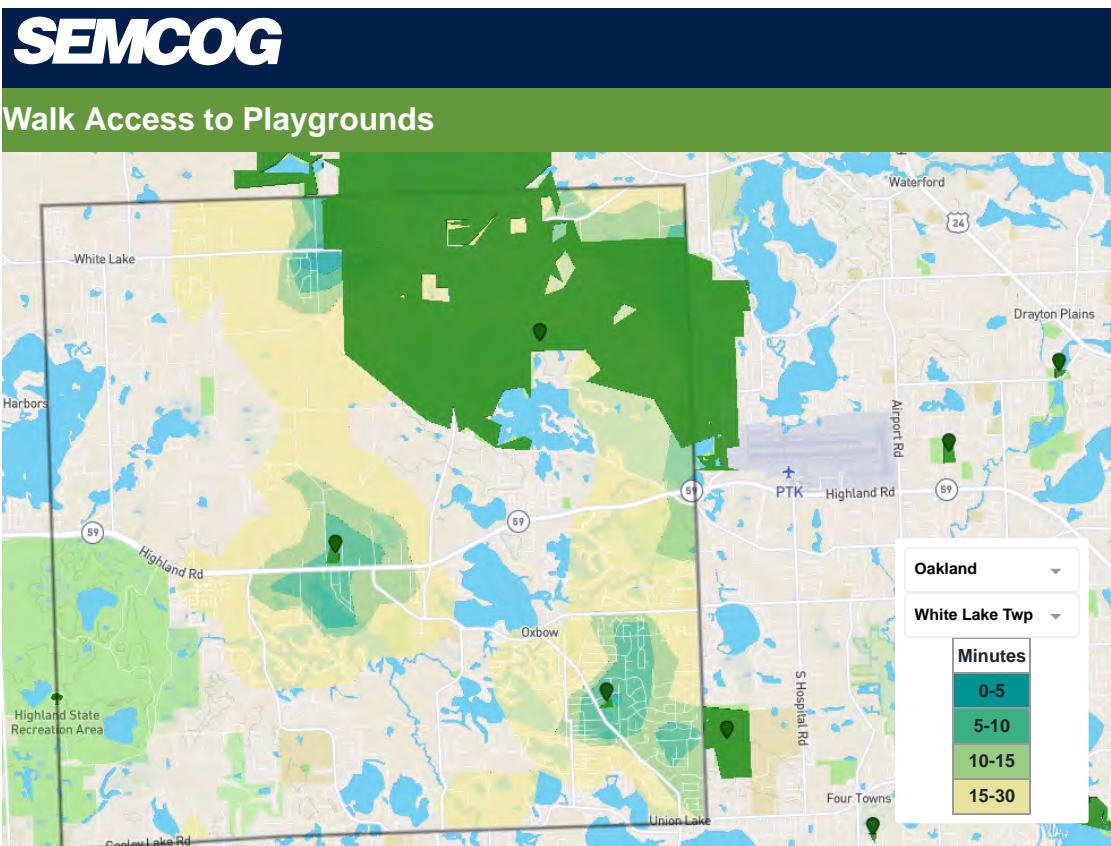 SEMCOG
Walk Access to Playgrounds
Waterford
24
White Lake
Drayton Plains
Harbors
Airport Rd
59
PTK
Highland Rd
59
59
59
Highland Rd
Oakland
White Lake Twp
Minutes
0-5
5-10
10-15
15-30
Oxbow
S Hospital Rd
Highland State
Recreation Area
Four Towns
Union Lake
Cooley Lake Rd